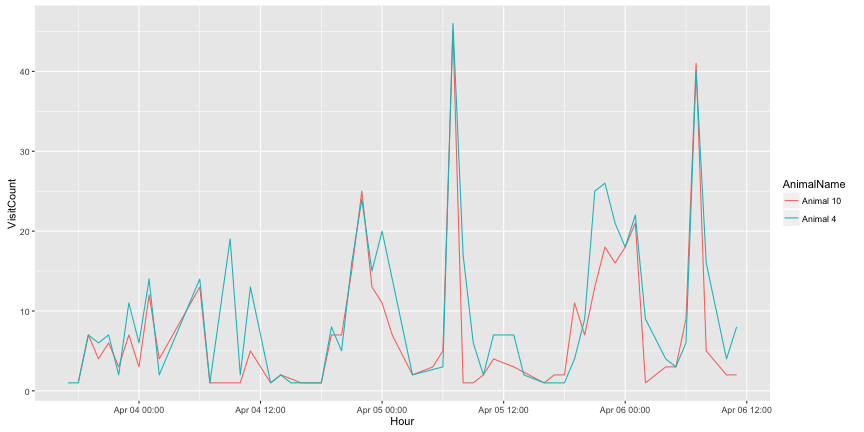 40
30
20
10
0
VisitCount
Apr 04 00:00
Apr 04 12:00
Apr 05 00:00
Apr 05 12:00
Apr 06 00:00
Apr 06 12:00
Hour
AnimalName
Animal 10
Animal 4